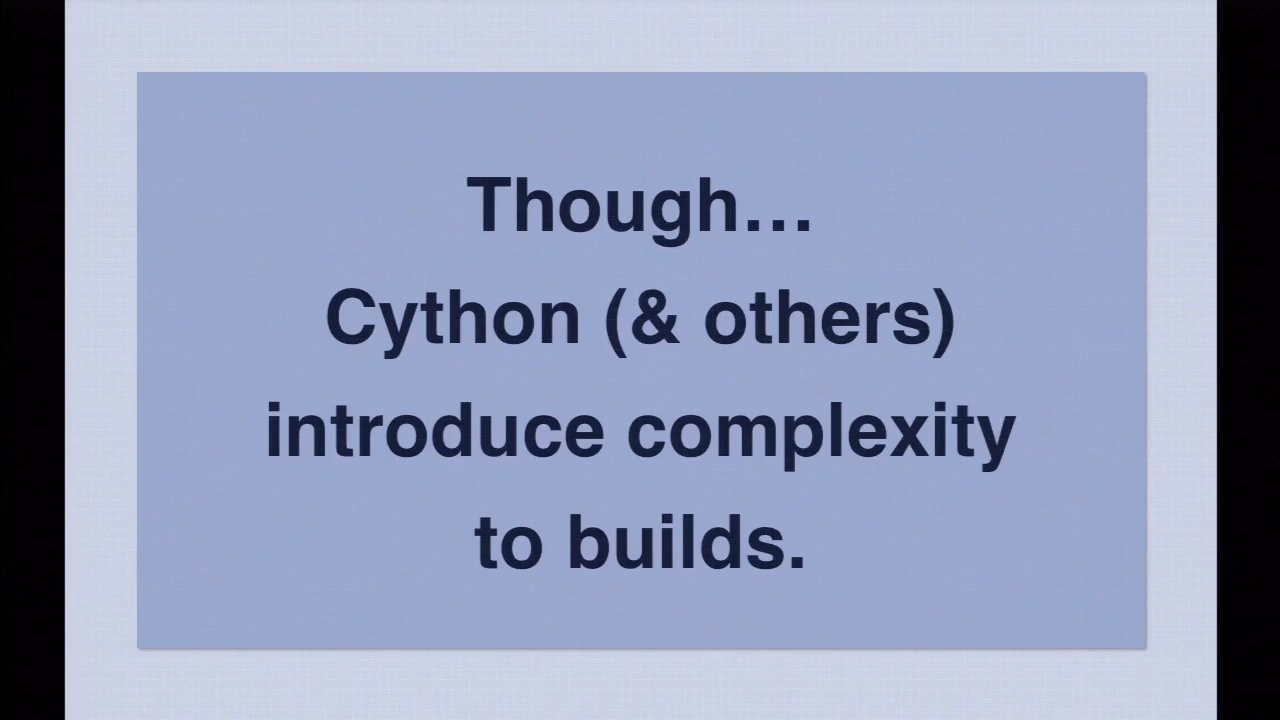 Though…
Cython (& others)
introduce complexity
to builds.